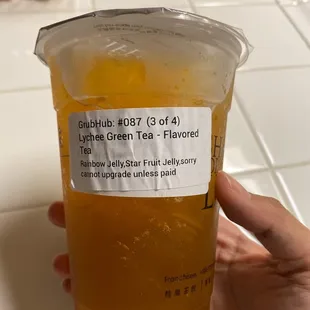 GrubHub: #087 (3 of 4)
Lychee Green Tea - Flavored
Tea
Rainbow Jelly,Star Fruit Jelly,sorry
cannot upgrade unless paid